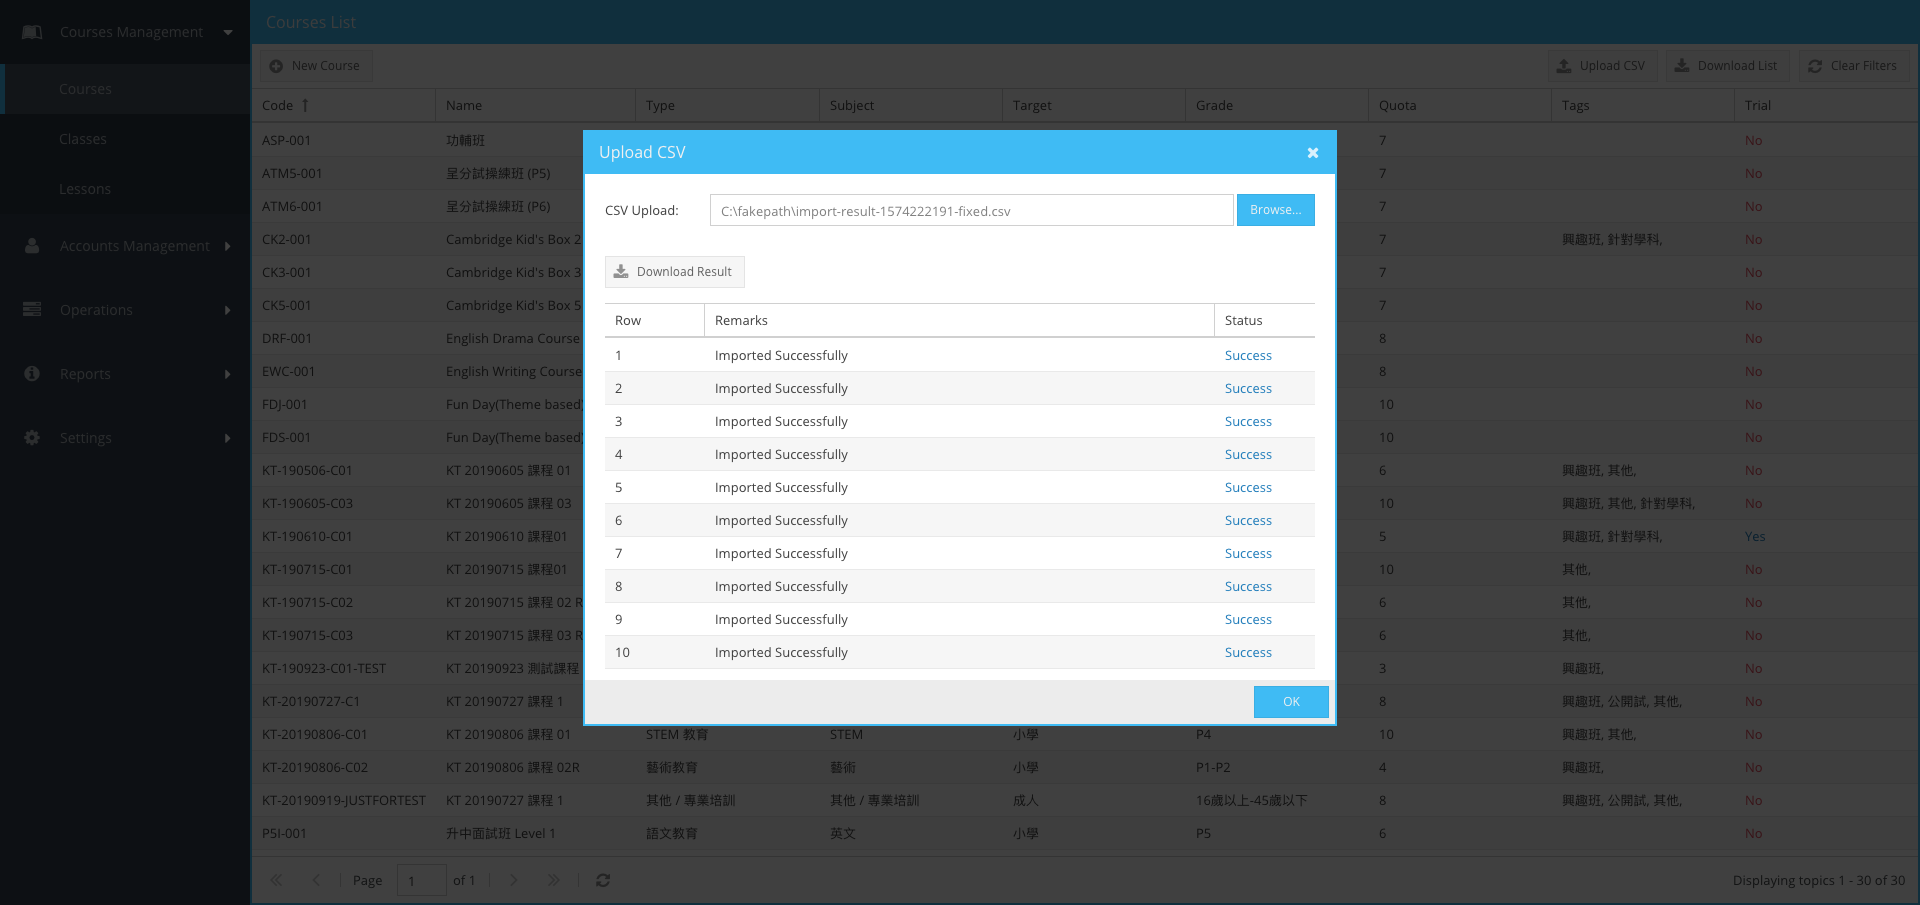 Courses Management
Courses
Classes
Lessons
Accounts Management
Operations
Reports
Settings
Courses List
New Course Upload CSV Download List Clear Filters
Code Name Type Subject Target Grade Quota Tags Trial
ASP-001 功輔班 7 No
ATM5-001 呈分試操練班 (P5) 7 No
ATM6-001 呈分試操練班 (P6) 7 No
CK2-001 Cambridge Kid's Box 2 7 興趣班, 針對學科, No
CK3-001 Cambridge Kid's Box 3 7 No
CK5-001 Cambridge Kid's Box 5 7 No
DRF-001 English Drama Course 8 No
EWC-001 English Writing Course 8 No
FDJ-001 Fun Day(Theme based) 10 No
FDS-001 Fun Day(Theme based) 10 No
KT-190506-C01 KT 20190605 課程 01 6 興趣班, 其他, No
KT-190605-C03 KT 20190605 課程 03 10 興趣班, 其他, 針對學科, No
KT-190610-C01 KT 20190610 課程01 5 興趣班, 針對學科, Yes
KT-190715-C01 KT 20190715 課程01 10 其他, No
KT-190715-C02 KT 20190715 課程 02 R 6 其他, No
KT-190715-C03 KT 20190715 課程 03 R 6 其他, No
KT-190923-C01-TEST KT 20190923 測試課程 3 興趣班, No
KT-20190727-C1 KT 20190727 課程 1 8 興趣班, 公開試, 其他, No
KT-20190806-C01 KT 20190806 課程 01 STEM 教育 STEM 小學 P4 10 興趣班, 其他, No
KT-20190806-C02 KT 20190806 課程 02R 藝術教育 藝術 小學 P1-P2 4 興趣班, No
KT-20190919-JUSTFORTEST KT 20190727 課程 1 其他 / 專業培訓 其他 / 專業培訓 成人 16歲以上-45歲以下 8 興趣班, 公開試, 其他, No
P5I-001 升中面試班 Level 1 語文教育 英文 小學 P5 6 No
Page 1 of 1 Displaying topics 1 - 30 of 30
Upload CSV
CSV Upload: C:\fakepath\import-result-1574222191-fixed.csv Browse...
Download Result
Row Remarks Status
1 Imported Successfully Success
2 Imported Successfully Success
3 Imported Successfully Success
4 Imported Successfully Success
5 Imported Successfully Success
6 Imported Successfully Success
7 Imported Successfully Success
8 Imported Successfully Success
9 Imported Successfully Success
10 Imported Successfully Success
OK